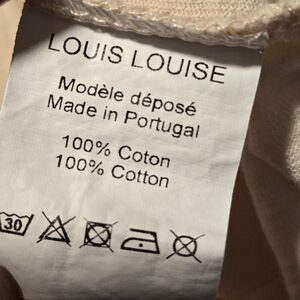 LOUIS LOUISE
Modèle déposé
Made in Portugal
100% Coton
100% Cotton
30